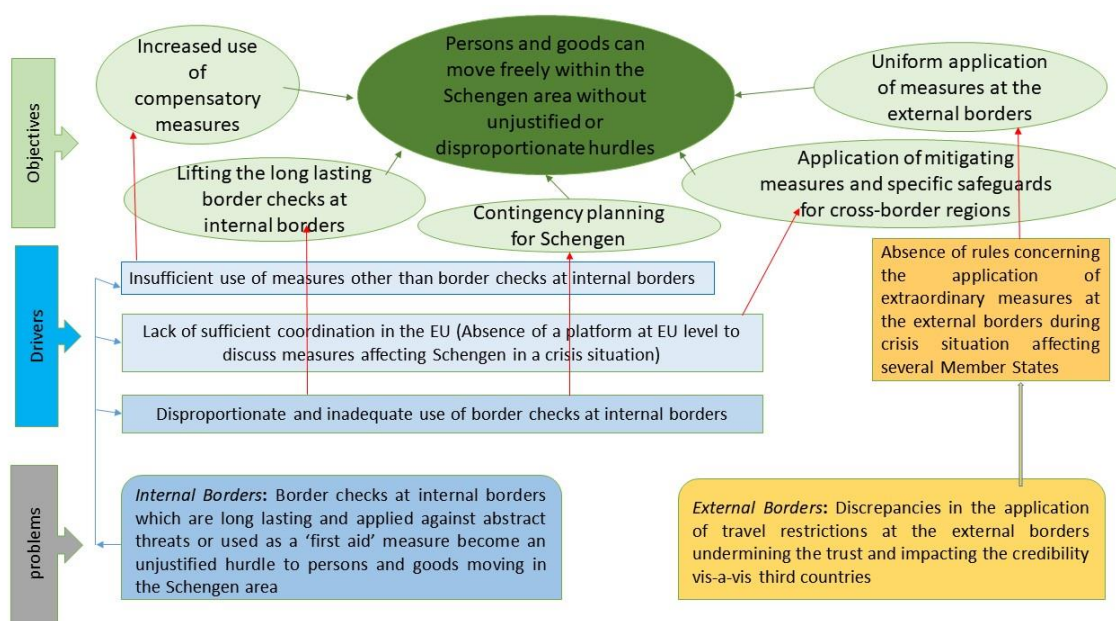 Objectives
Increased use
of
compensatory
measures
Persons and goods can
move freely within the
Schengen area without
unjustified or
disproportionate hurdles
Uniform application
of measures at the
external borders
Lifting the long lasting
border checks at
internal borders
Contingency planning
for Schengen
Application of mitigating
measures and specific safeguards
for cross-border regions
Drivers
Insufficient use of measures other than border checks at internal borders
Lack of sufficient coordination in the EU (Absence of a platform at EU level to
discuss measures affecting Schengen in a crisis situation)
Disproportionate and inadequate use of border checks at internal borders
Absence of rules concerning
the application of
extraordinary measures at
the external borders during
crisis situation affecting
several Member States
problems
Internal Borders: Border checks at internal borders
which are long lasting and applied against abstract
threats or used as a ‘first aid’ measure become an
unjustified hurdle to persons and goods moving in
the Schengen area
External Borders: Discrepancies in the application
of travel restrictions at the external borders
undermining the trust and impacting the credibility
vis-a-vis third countries